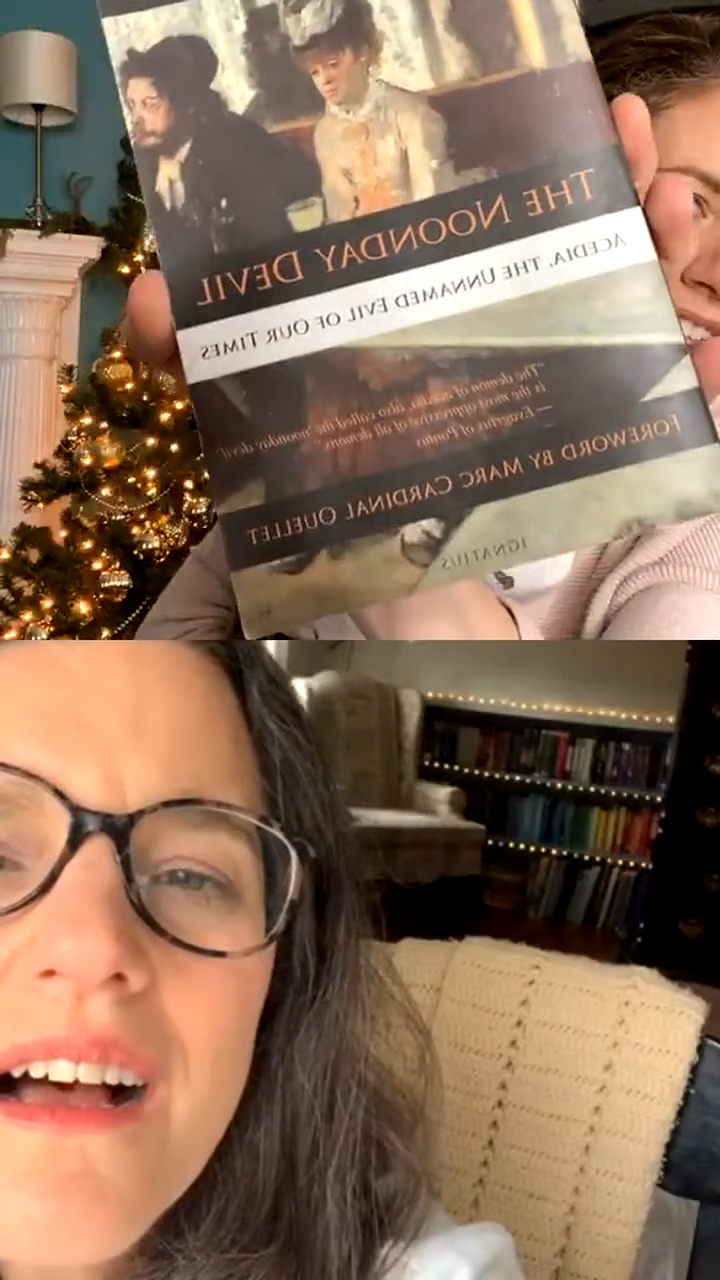 THE NOONDAY DEVIL
ACEDIA, THE UNNAMED EVIL OF OUR TIMES
"The demon of acedia, also called the 'noonday devil'
is the most oppressive of all demons"
— Evagrius of Pontus
FOREWORD BY MARC CARDINAL OUELLET
IGNATIUS